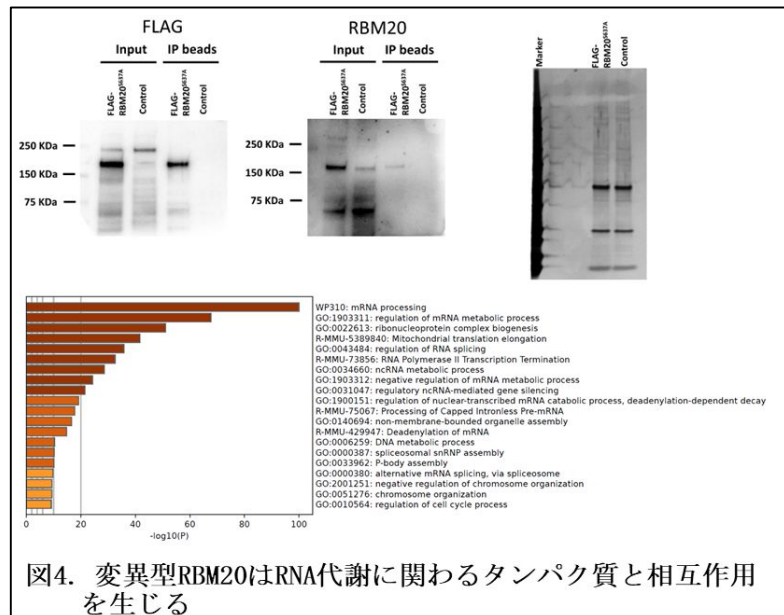 FLAG
Input IP beads
FLAG-RBM20S637A
Control
FLAG-RBM20S637A
Control
250 KDa
150 KDa
75 KDa
RBM20
Input IP beads
FLAG-RBM20S637A
Control
FLAG-RBM20S637A
Control
250 KDa
150 KDa
75 KDa
Marker
FLAG-RBM20S637A
Control
WP310: mRNA processing
GO:1903311: regulation of mRNA metabolic process
GO:0022613: ribonucleoprotein complex biogenesis
R-MMU-5389840: Mitochondrial translation elongation
GO:0043484: regulation of RNA splicing
R-MMU-73856: RNA Polymerase II Transcription Termination
GO:0034660: ncRNA metabolic process
GO:1903312: negative regulation of mRNA metabolic process
GO:0031047: regulatory ncRNA-mediated gene silencing
GO:1900151: regulation of nuclear-transcribed mRNA catabolic process, deadenylation-dependent decay
R-MMU-75067: Processing of Capped Intronless Pre-mRNA
GO:0140694: non-membrane-bounded organelle assembly
R-MMU-429947: Deadenylation of mRNA
GO:0006259: DNA metabolic process
GO:0000387: spliceosomal snRNP assembly
GO:0033962: P-body assembly
GO:0000380: alternative mRNA splicing, via spliceosome
GO:2001251: negative regulation of chromosome organization
GO:0051276: chromosome organization
GO:0010564: regulation of cell cycle process
0 20 40 60 80 100
-log10(P)
図4. 変異型RBM20はRNA代謝に関わるタンパク質と相互作用
を生じる